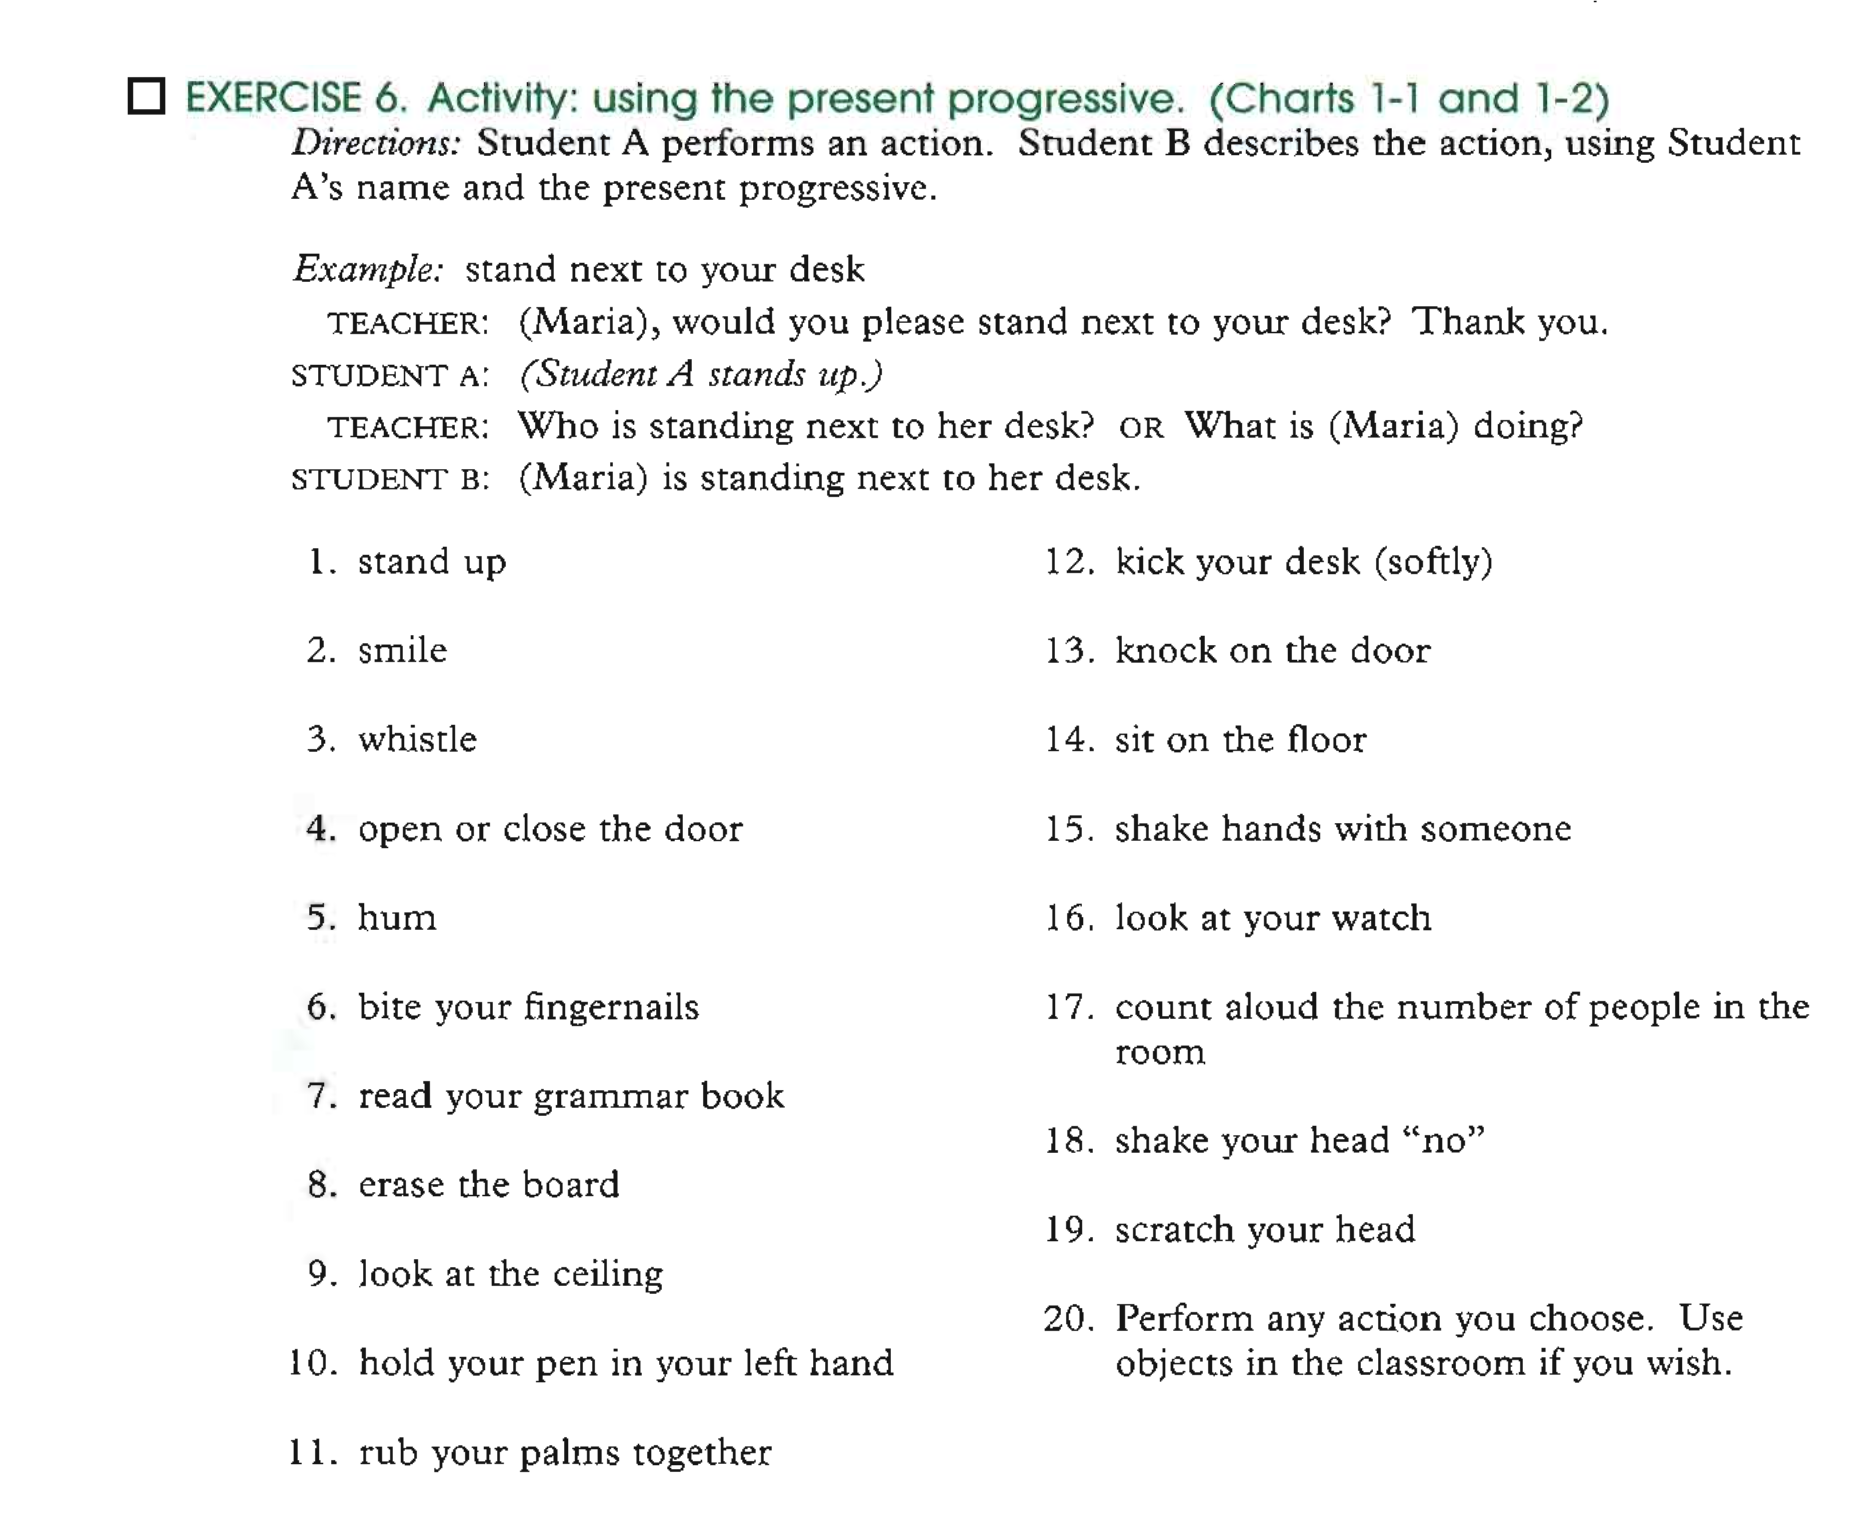 EXERCISE 6. Activity: using the present progressive. (Charts 1-1 and 1-2)
Directions: Student A performs an action. Student B describes the action, using Student
A's name and the present progressive.
Example: stand next to your desk
TEACHER: (Maria), would you please stand next to your desk? Thank you.
STUDENT A: (Student A stands up.)
TEACHER: Who is standing next to her desk? OR What is (Maria) doing?
STUDENT B: (Maria) is standing next to her desk.
1. stand up
2. smile
3. whistle
4. open or close the door
5. hum
6. bite your fingernails
7. read your grammar book
8. erase the board
9. look at the ceiling
10. hold your pen in your left hand
11. rub your palms together
12. kick your desk (softly)
13. knock on the door
14. sit on the floor
15. shake hands with someone
16. look at your watch
17. count aloud the number of people in the
room
18. shake your head “no”
19. scratch your head
20. Perform any action you choose. Use
objects in the classroom if you wish.